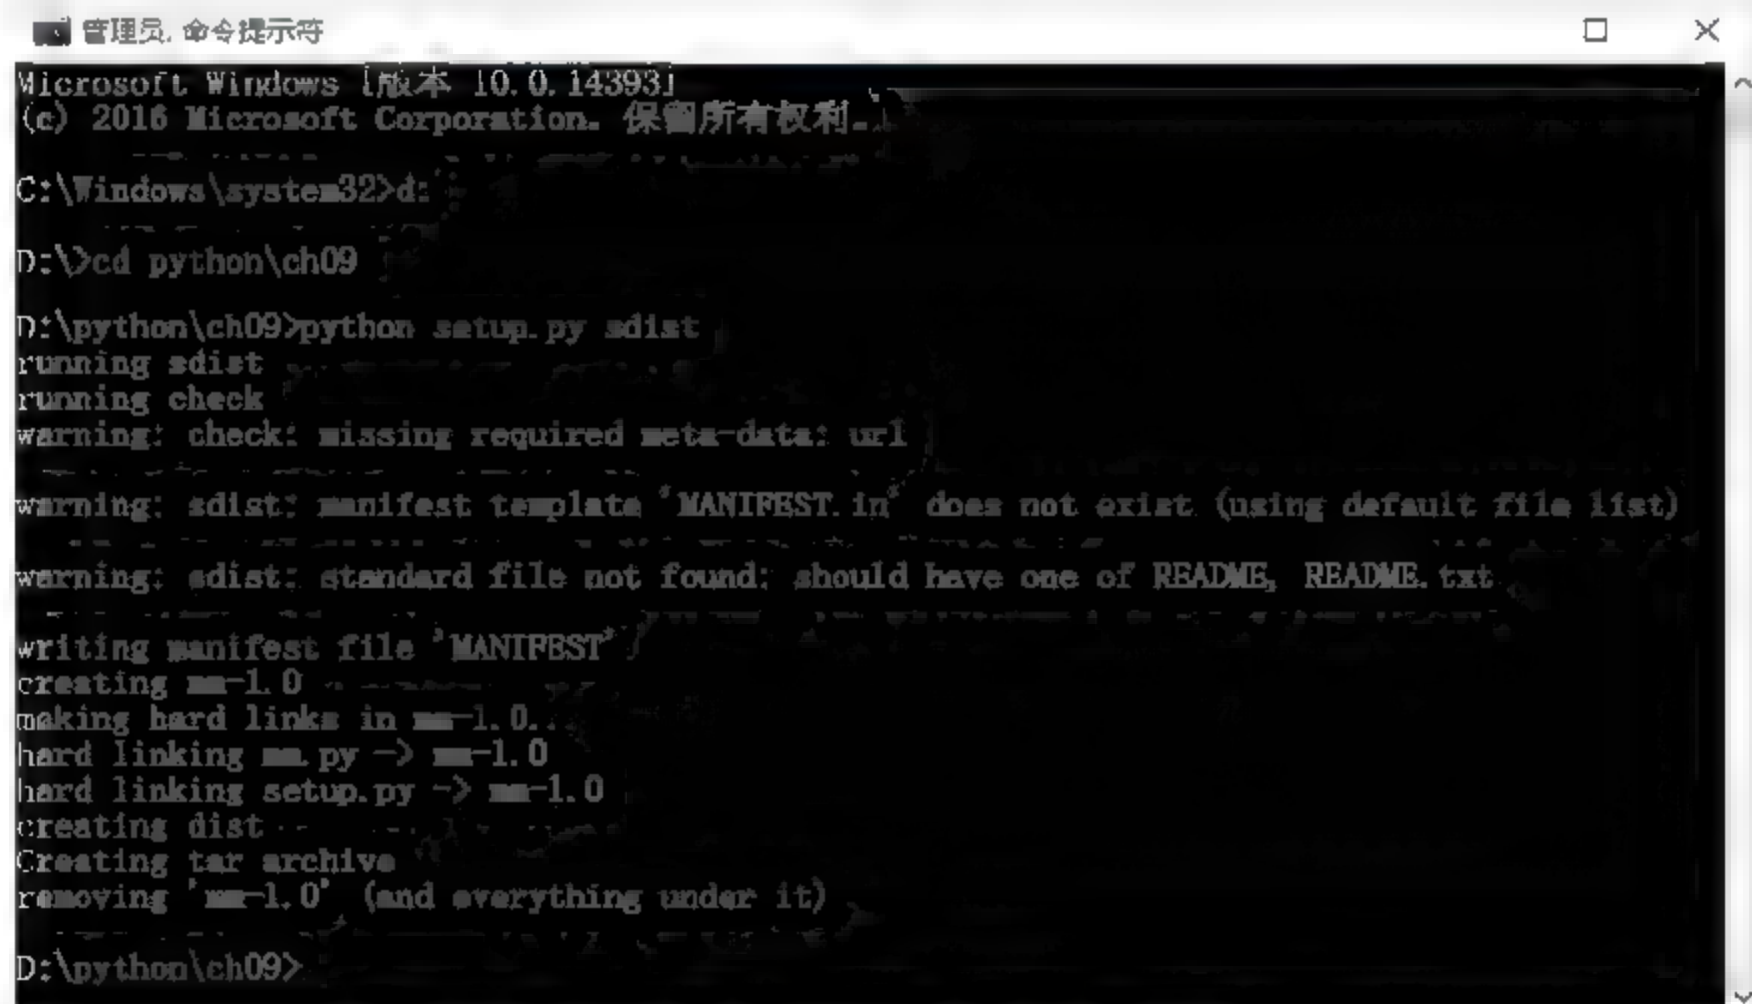 管理员: 命令提示符
Microsoft Windows [版本 10.0.14393]
(c) 2016 Microsoft Corporation。保留所有权利。
C:\Windows\system32>d:
D:\>cd python\ch09
D:\python\ch09>python setup.py sdist
running sdist
running check
warning: check: missing required meta-data: url
warning: sdist: manifest template 'MANIFEST.in' does not exist (using default file list)
warning: sdist: standard file not found: should have one of README, README.txt
writing manifest file 'MANIFEST'
creating mm-1.0
making hard links in mm-1.0...
hard linking mm.py -> mm-1.0
hard linking setup.py -> mm-1.0
creating dist
Creating tar archive
removing 'mm-1.0' (and everything under it)
D:\python\ch09>